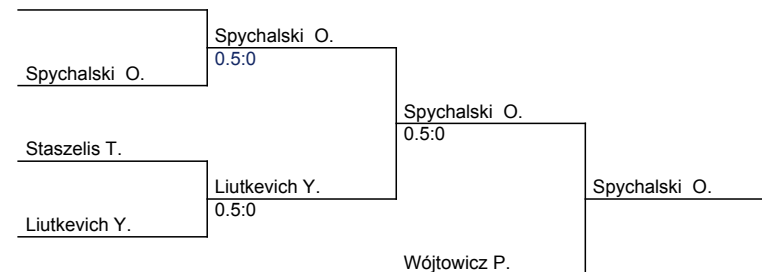 Spychalski O.
0.5:0
Spychalski O.
Spychalski O.
0.5:0
Staszelis T.
Liutkevich Y.
0.5:0
Spychalski O.
Liutkevich Y.
Wójtowicz P.